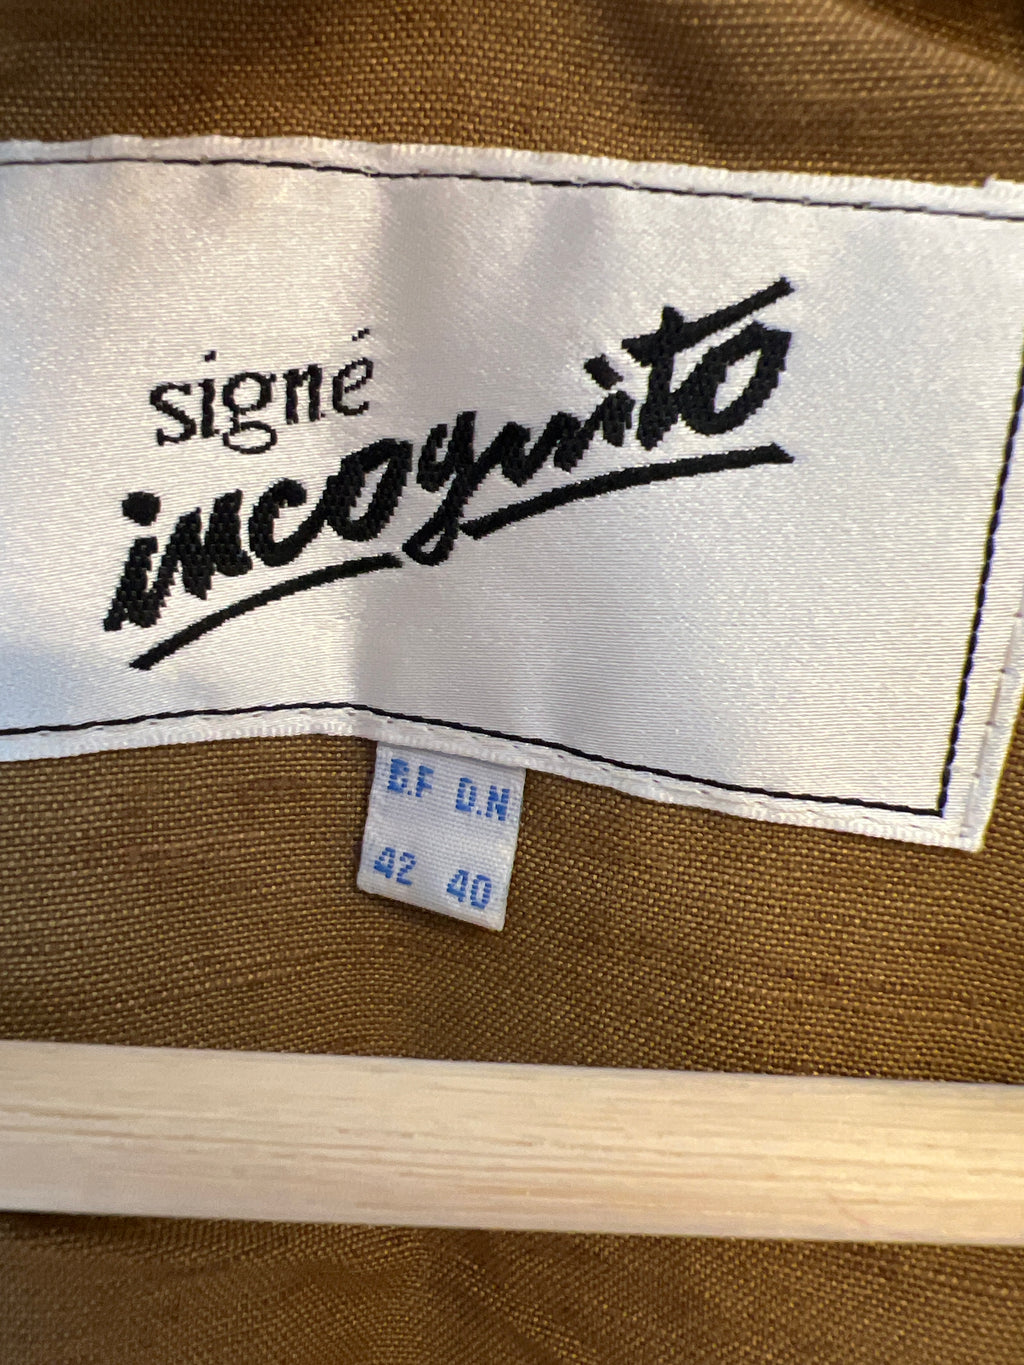 signé
incognito
B.F D.N
42 40